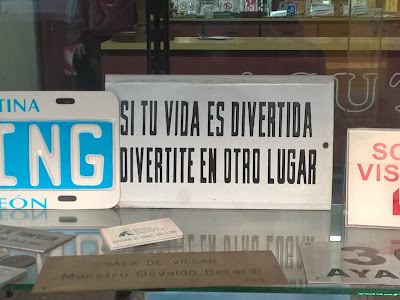 TINA
ING
EÓN
SI TU VIDA ES DIVERTIDA
DIVERTITE EN OTRO LUGAR
SO
VIS
SALA DE VICLAR
Maestro Osvaldo Berardi
AYA